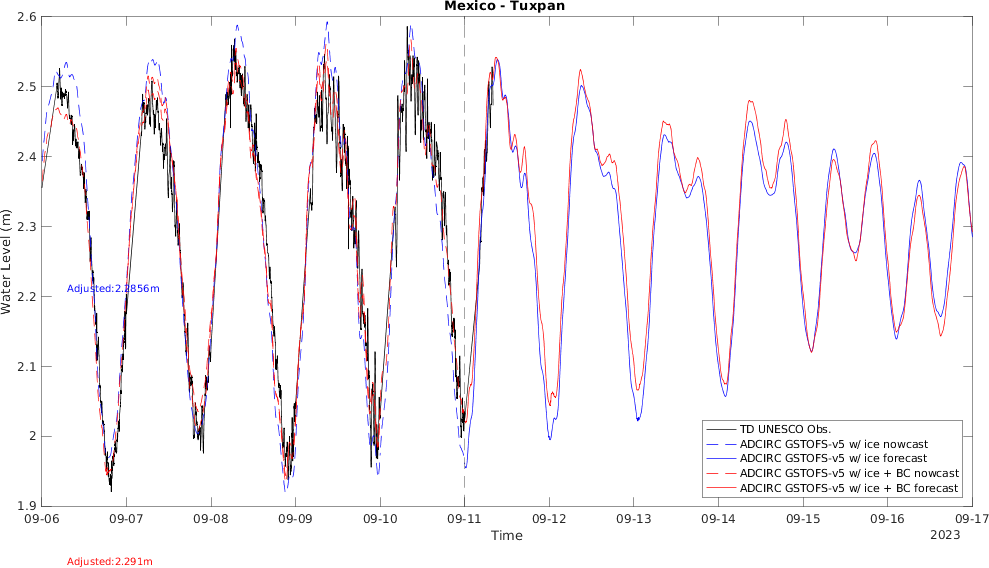 Mexico - Tuxpan
2.6
2.5
2.4
2.3
2.2
2.1
2
1.9
Water Level (m)
Adjusted:2.2856m
TD UNESCO Obs.
ADCIRC GSTOFS-v5 w/ ice nowcast
ADCIRC GSTOFS-v5 w/ ice forecast
ADCIRC GSTOFS-v5 w/ ice + BC nowcast
ADCIRC GSTOFS-v5 w/ ice + BC forecast
09-06 09-07 09-08 09-09 09-10 09-11 09-12 09-13 09-14 09-15 09-16 09-17
Time
2023
Adjusted:2.291m